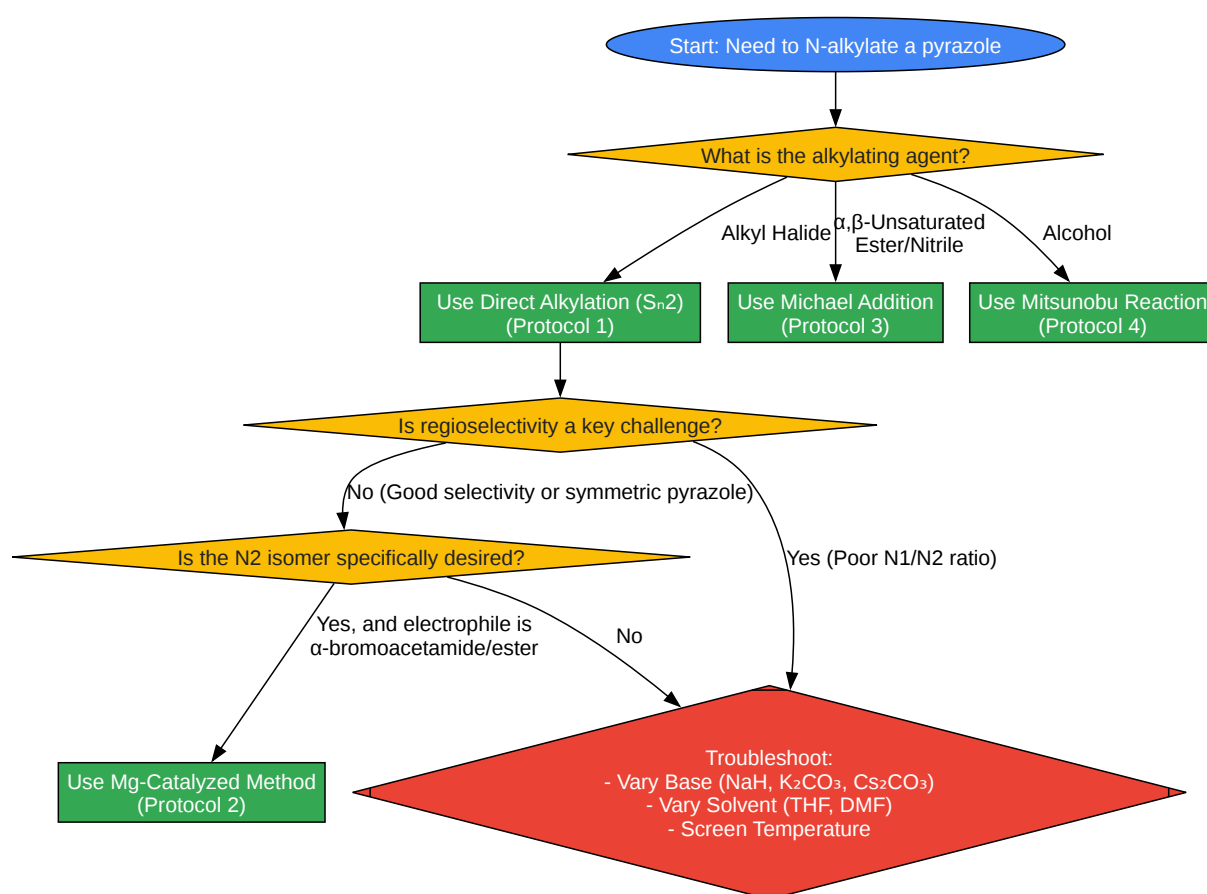 Start: Need to N-alkylate a pyrazole
What is the alkylating agent?
Alkyl Halide
α,β-Unsaturated
Ester/Nitrile
Alcohol
Use Direct Alkylation (Sₙ2)
(Protocol 1)
Use Michael Addition
(Protocol 3)
Use Mitsunobu Reaction
(Protocol 4)
Is regioselectivity a key challenge?
No (Good selectivity or symmetric pyrazole)
Yes (Poor N1/N2 ratio)
Is the N2 isomer specifically desired?
Yes, and electrophile is
α-bromoacetamide/ester
No
Use Mg-Catalyzed Method
(Protocol 2)
Troubleshoot:
- Vary Base (NaH, K₂CO₃, Cs₂CO₃)
- Vary Solvent (THF, DMF)
- Screen Temperature